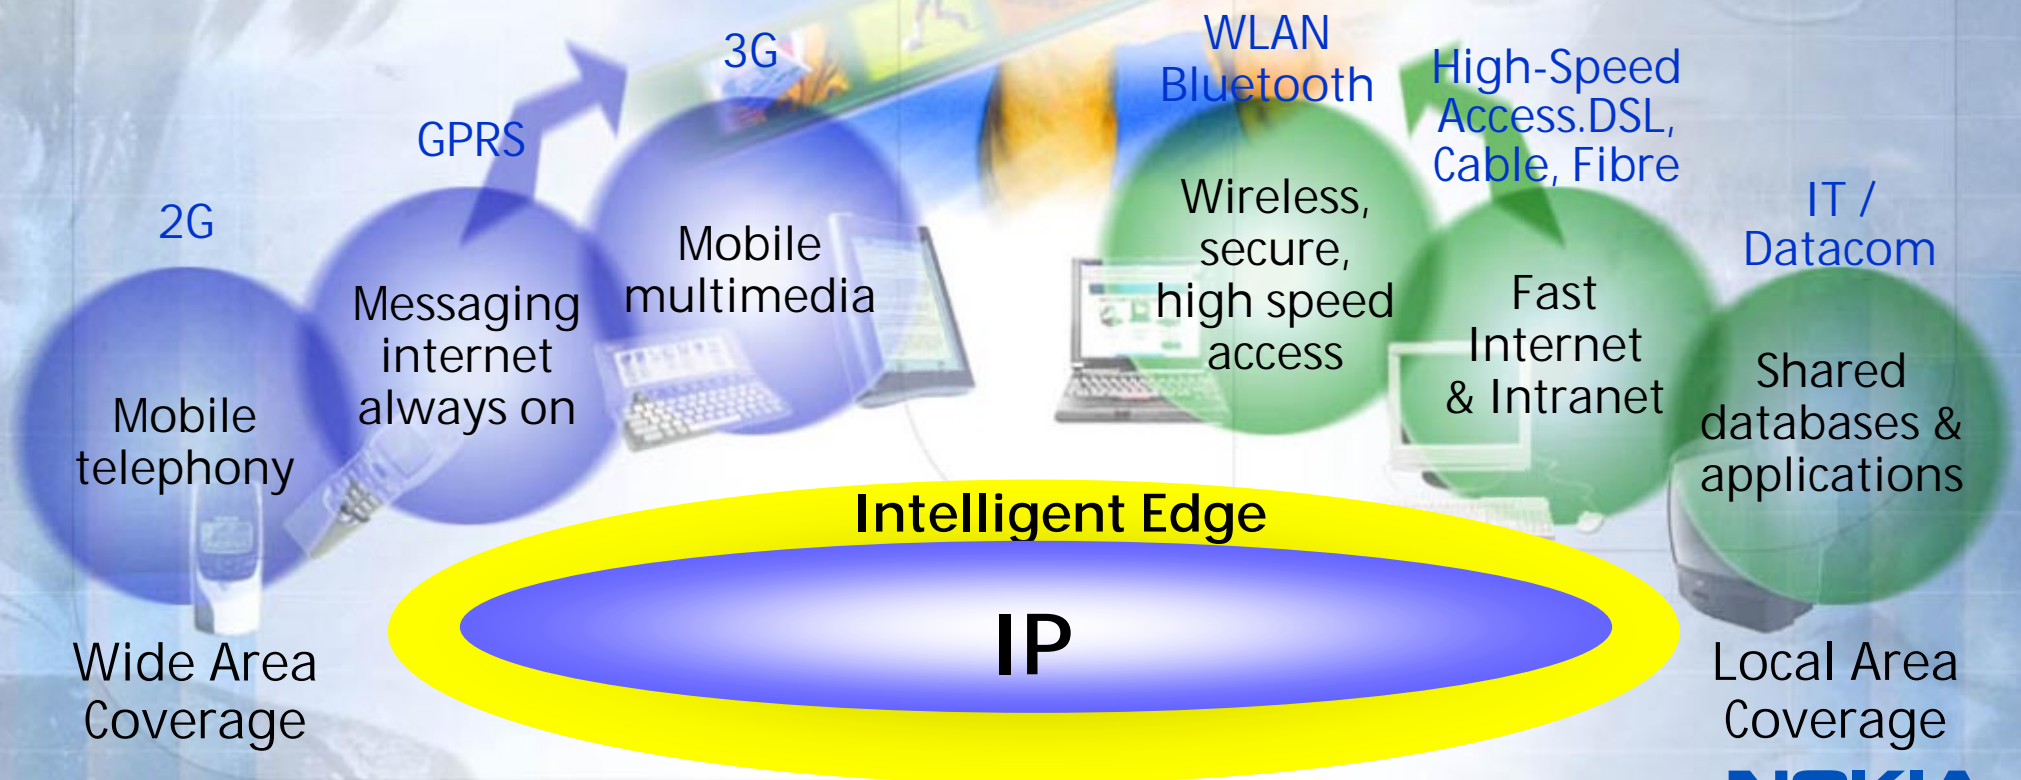 2G
Mobile
telephony
GPRS
Messaging
internet
always on
3G
Mobile
multimedia
WLAN
Bluetooth
Wireless,
secure,
high speed
access
High-Speed
Access.DSL,
Cable, Fibre
Fast
Internet
& Intranet
IT /
Datacom
Shared
databases &
applications
Intelligent Edge
IP
Wide Area
Coverage
Local Area
Coverage
NOKIA